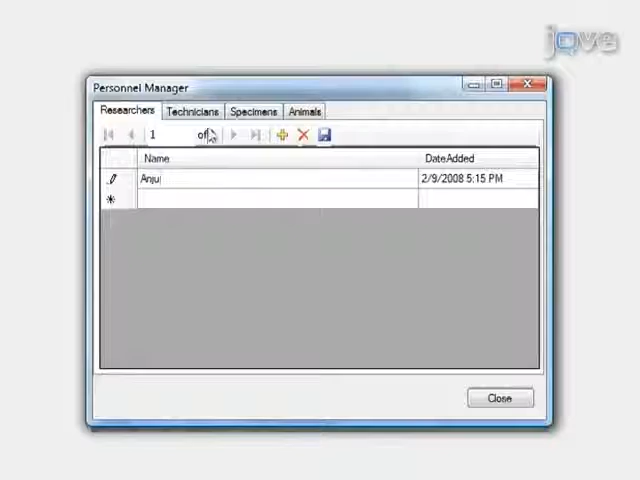 jove
Personnel Manager
Researchers Technicians Specimens Animals
1 of
Name DateAdded
Anju 2/9/2008 5:15 PM
Close